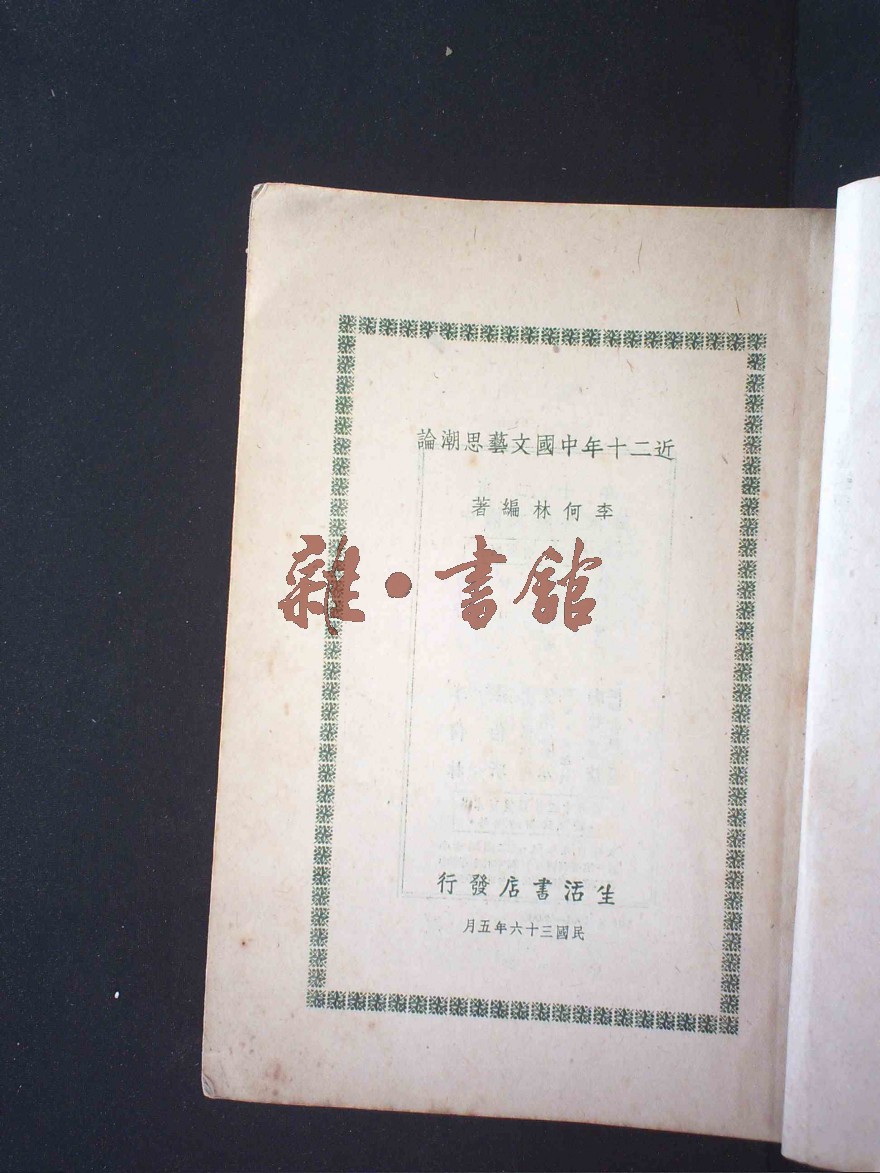 近二十年中國文藝思潮論
李何林編著
雜·書館
生活書店發行
民國三十六年五月